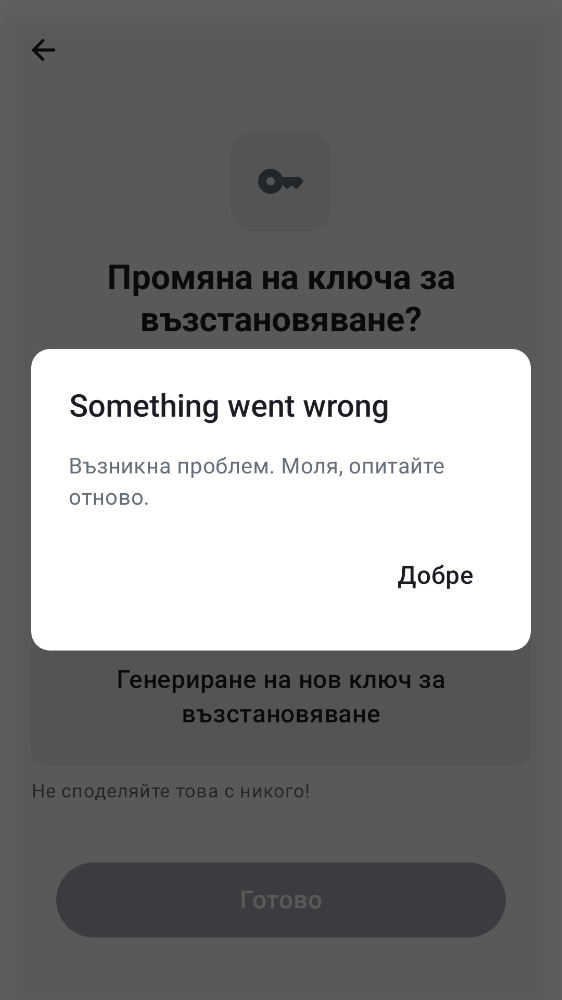 Промяна на ключа за
възстановяване?
Something went wrong
Възникна проблем. Моля, опитайте
отново.
Добре
Генериране на нов ключ за
възстановяване
Не споделяйте това с никого!
Готово